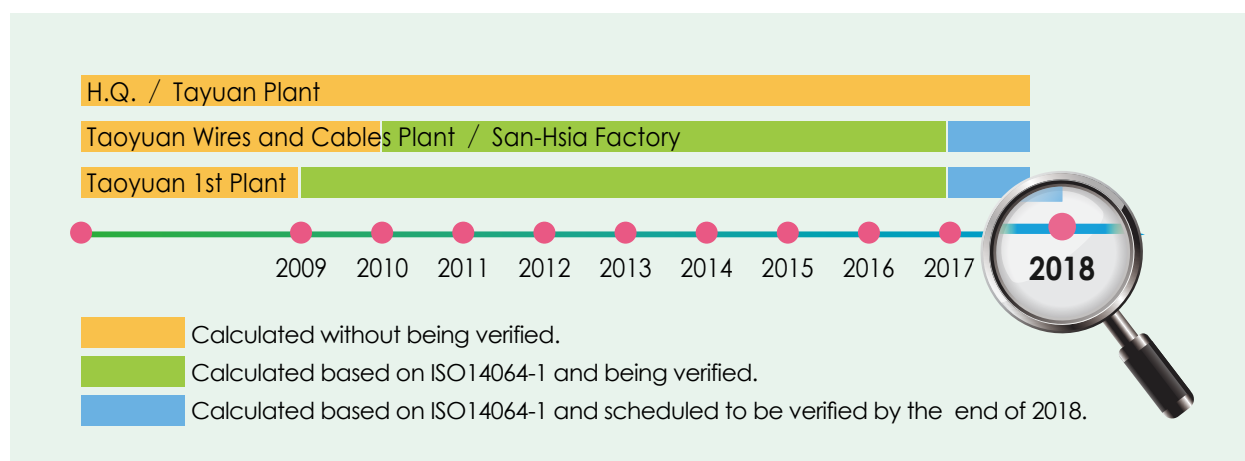 H.Q. / Tayuan Plant
Taoyuan Wires and Cables Plant / San-Hsia Factory
Taoyuan 1st Plant
2009 2010 2011 2012 2013 2014 2015 2016 2017 2018
Calculated without being verified.
Calculated based on ISO14064-1 and being verified.
Calculated based on ISO14064-1 and scheduled to be verified by the end of 2018.